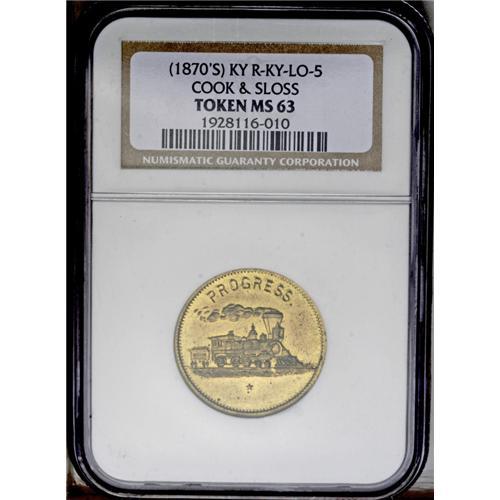 (1870'S) KY R-KY-LO-5
COOK & SLOSS
TOKEN MS 63
1928116-010
NUMISMATIC GUARANTY CORPORATION
PROGRESS.